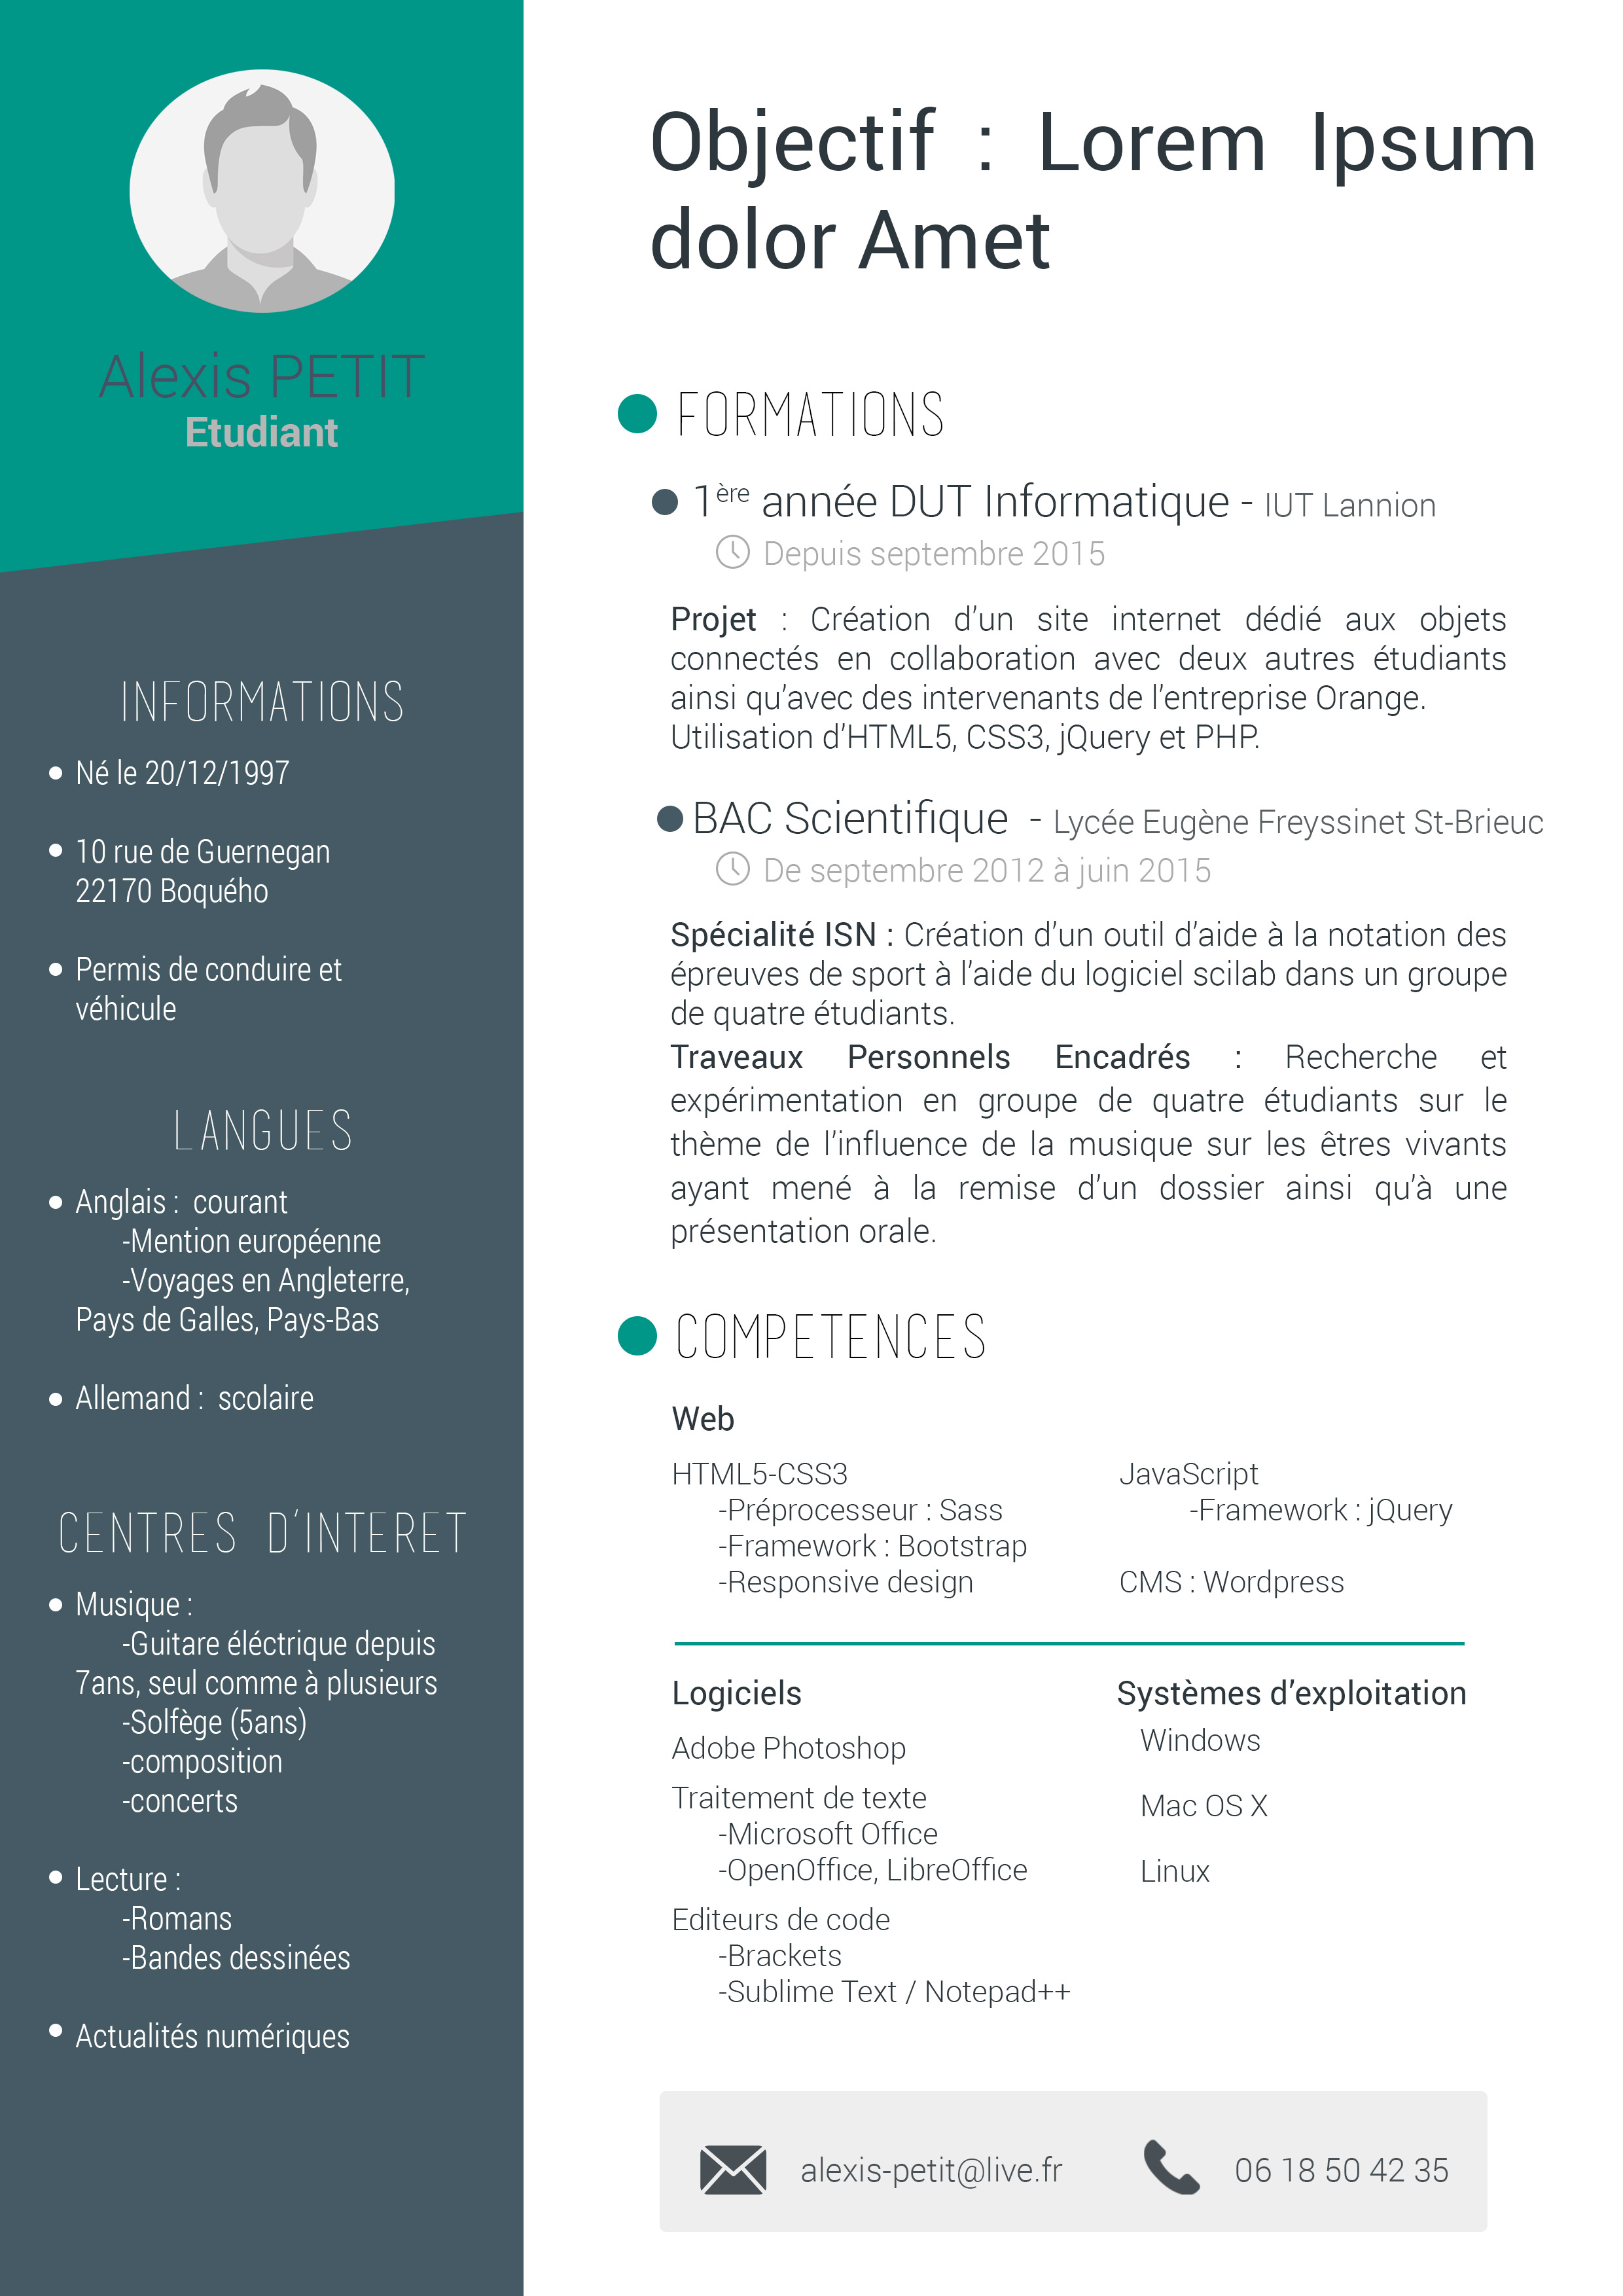 Alexis PETIT
Etudiant
INFORMATIONS
Né le 20/12/1997
10 rue de Guernegan
22170 Boquého
Permis de conduire et
véhicule
LANGUES
Anglais : courant
-Mention européenne
-Voyages en Angleterre,
Pays de Galles, Pays-Bas
Allemand : scolaire
CENTRES D'INTERET
Musique :
-Guitare éléctrique depuis
7ans, seul comme à plusieurs
-Solfège (5ans)
-composition
-concerts
Lecture :
-Romans
-Bandes dessinées
Actualités numériques
Objectif : Lorem Ipsum
dolor Amet
FORMATIONS
1ère année DUT Informatique - IUT Lannion
Depuis septembre 2015
Projet : Création d'un site internet dédié aux objets
connectés en collaboration avec deux autres étudiants
ainsi qu'avec des intervenants de l'entreprise Orange.
Utilisation d'HTML5, CSS3, jQuery et PHP.
BAC Scientifique - Lycée Eugène Freyssinet St-Brieuc
De septembre 2012 à juin 2015
Spécialité ISN : Création d'un outil d'aide à la notation des
épreuves de sport à l'aide du logiciel scilab dans un groupe
de quatre étudiants.
Traveaux Personnels Encadrés : Recherche et
expérimentation en groupe de quatre étudiants sur le
thème de l'influence de la musique sur les êtres vivants
ayant mené à la remise d'un dossier ainsi qu'à une
présentation orale.
COMPETENCES
Web
HTML5-CSS3
-Préprocesseur : Sass
-Framework : Bootstrap
-Responsive design
JavaScript
-Framework : jQuery
CMS : Wordpress
Logiciels
Adobe Photoshop
Traitement de texte
-Microsoft Office
-OpenOffice, LibreOffice
Editeurs de code
-Brackets
-Sublime Text / Notepad++
Systèmes d'exploitation
Windows
Mac OS X
Linux
alexis-petit@live.fr
06 18 50 42 35